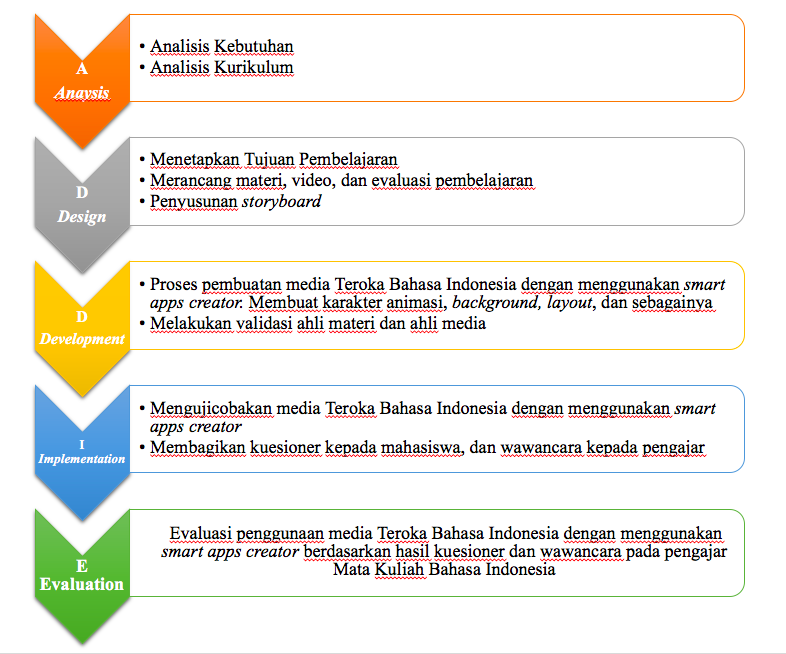 A
Anaysis
• Analisis Kebutuhan
• Analisis Kurikulum
D
Design
• Menetapkan Tujuan Pembelajaran
• Merancang materi, video, dan evaluasi pembelajaran
• Penyusunan storyboard
D
Development
• Proses pembuatan media Teroka Bahasa Indonesia dengan menggunakan smart
apps creator. Membuat karakter animasi, background, layout, dan sebagainya
• Melakukan validasi ahli materi dan ahli media
I
Implementation
• Mengujicobakan media Teroka Bahasa Indonesia dengan menggunakan smart
apps creator
• Membagikan kuesioner kepada mahasiswa, dan wawancara kepada pengajar
E
Evaluation
Evaluasi penggunaan media Teroka Bahasa Indonesia dengan menggunakan
smart apps creator berdasarkan hasil kuesioner dan wawancara pada pengajar
Mata Kuliah Bahasa Indonesia